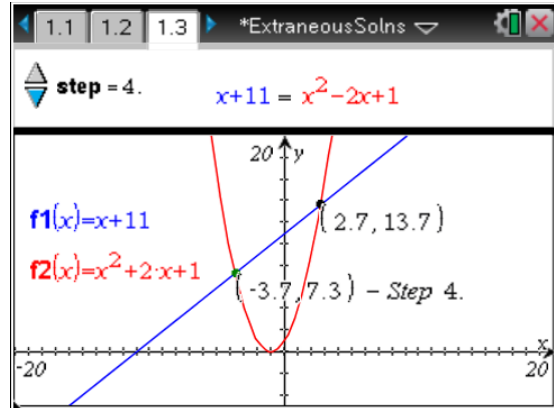 1.1 1.2 1.3 *ExtraneousSolns
step = 4. x+11 = x²−2x+1
20 y
f1(x)=x+11
(2.7, 13.7)
f2(x)=x²+2·x+1
(-3.7, 7.3) – Step 4.
x
-20 20